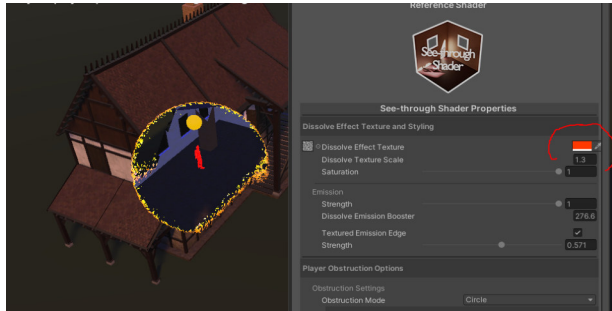 Reference Shader
See-through
Shader
See-through Shader Properties
Dissolve Effect Texture and Styling
Dissolve Effect Texture
Dissolve Texture Scale 1.3
Saturation 1
Emission
Strength 1
Dissolve Emission Booster 276.6
Textured Emission Edge
Strength 0.571
Player Obstruction Options
Obstruction Settings
Obstruction Mode Circle